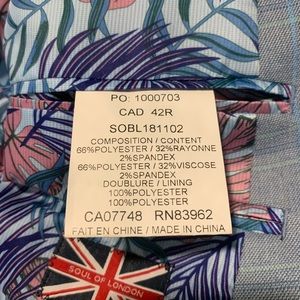 PO: 1000703
CAD 42R
SOBL181102
COMPOSITION / CONTENT
66%POLYESTER / 32%RAYONNE
2%SPANDEX
66%POLYESTER / 32%VISCOSE
2%SPANDEX
DOUBLURE / LINING
100%POLYESTER
100%POLYESTER
CA07748 RN83962
FAIT EN CHINE / MADE IN CHINA
SOUL OF LONDON